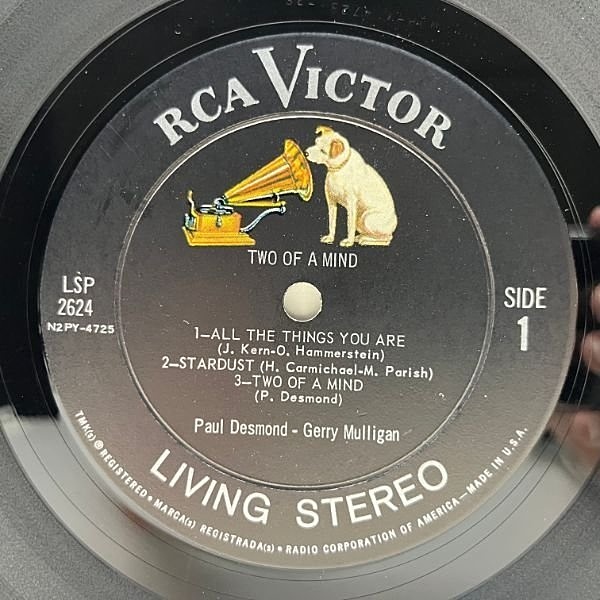 RCA VICTOR
TWO OF A MIND
LSP
2624
N2PY-4725
SIDE
1
1–ALL THE THINGS YOU ARE
(J. Kern-O. Hammerstein)
2–STARDUST (H. Carmichael-M. Parish)
3–TWO OF A MIND
(P. Desmond)
Paul Desmond - Gerry Mulligan
LIVING STEREO
TMK(s) ® REGISTERED • MARCA(s) REGISTRADA(s) • RADIO CORPORATION OF AMERICA—MADE IN U.S.A.